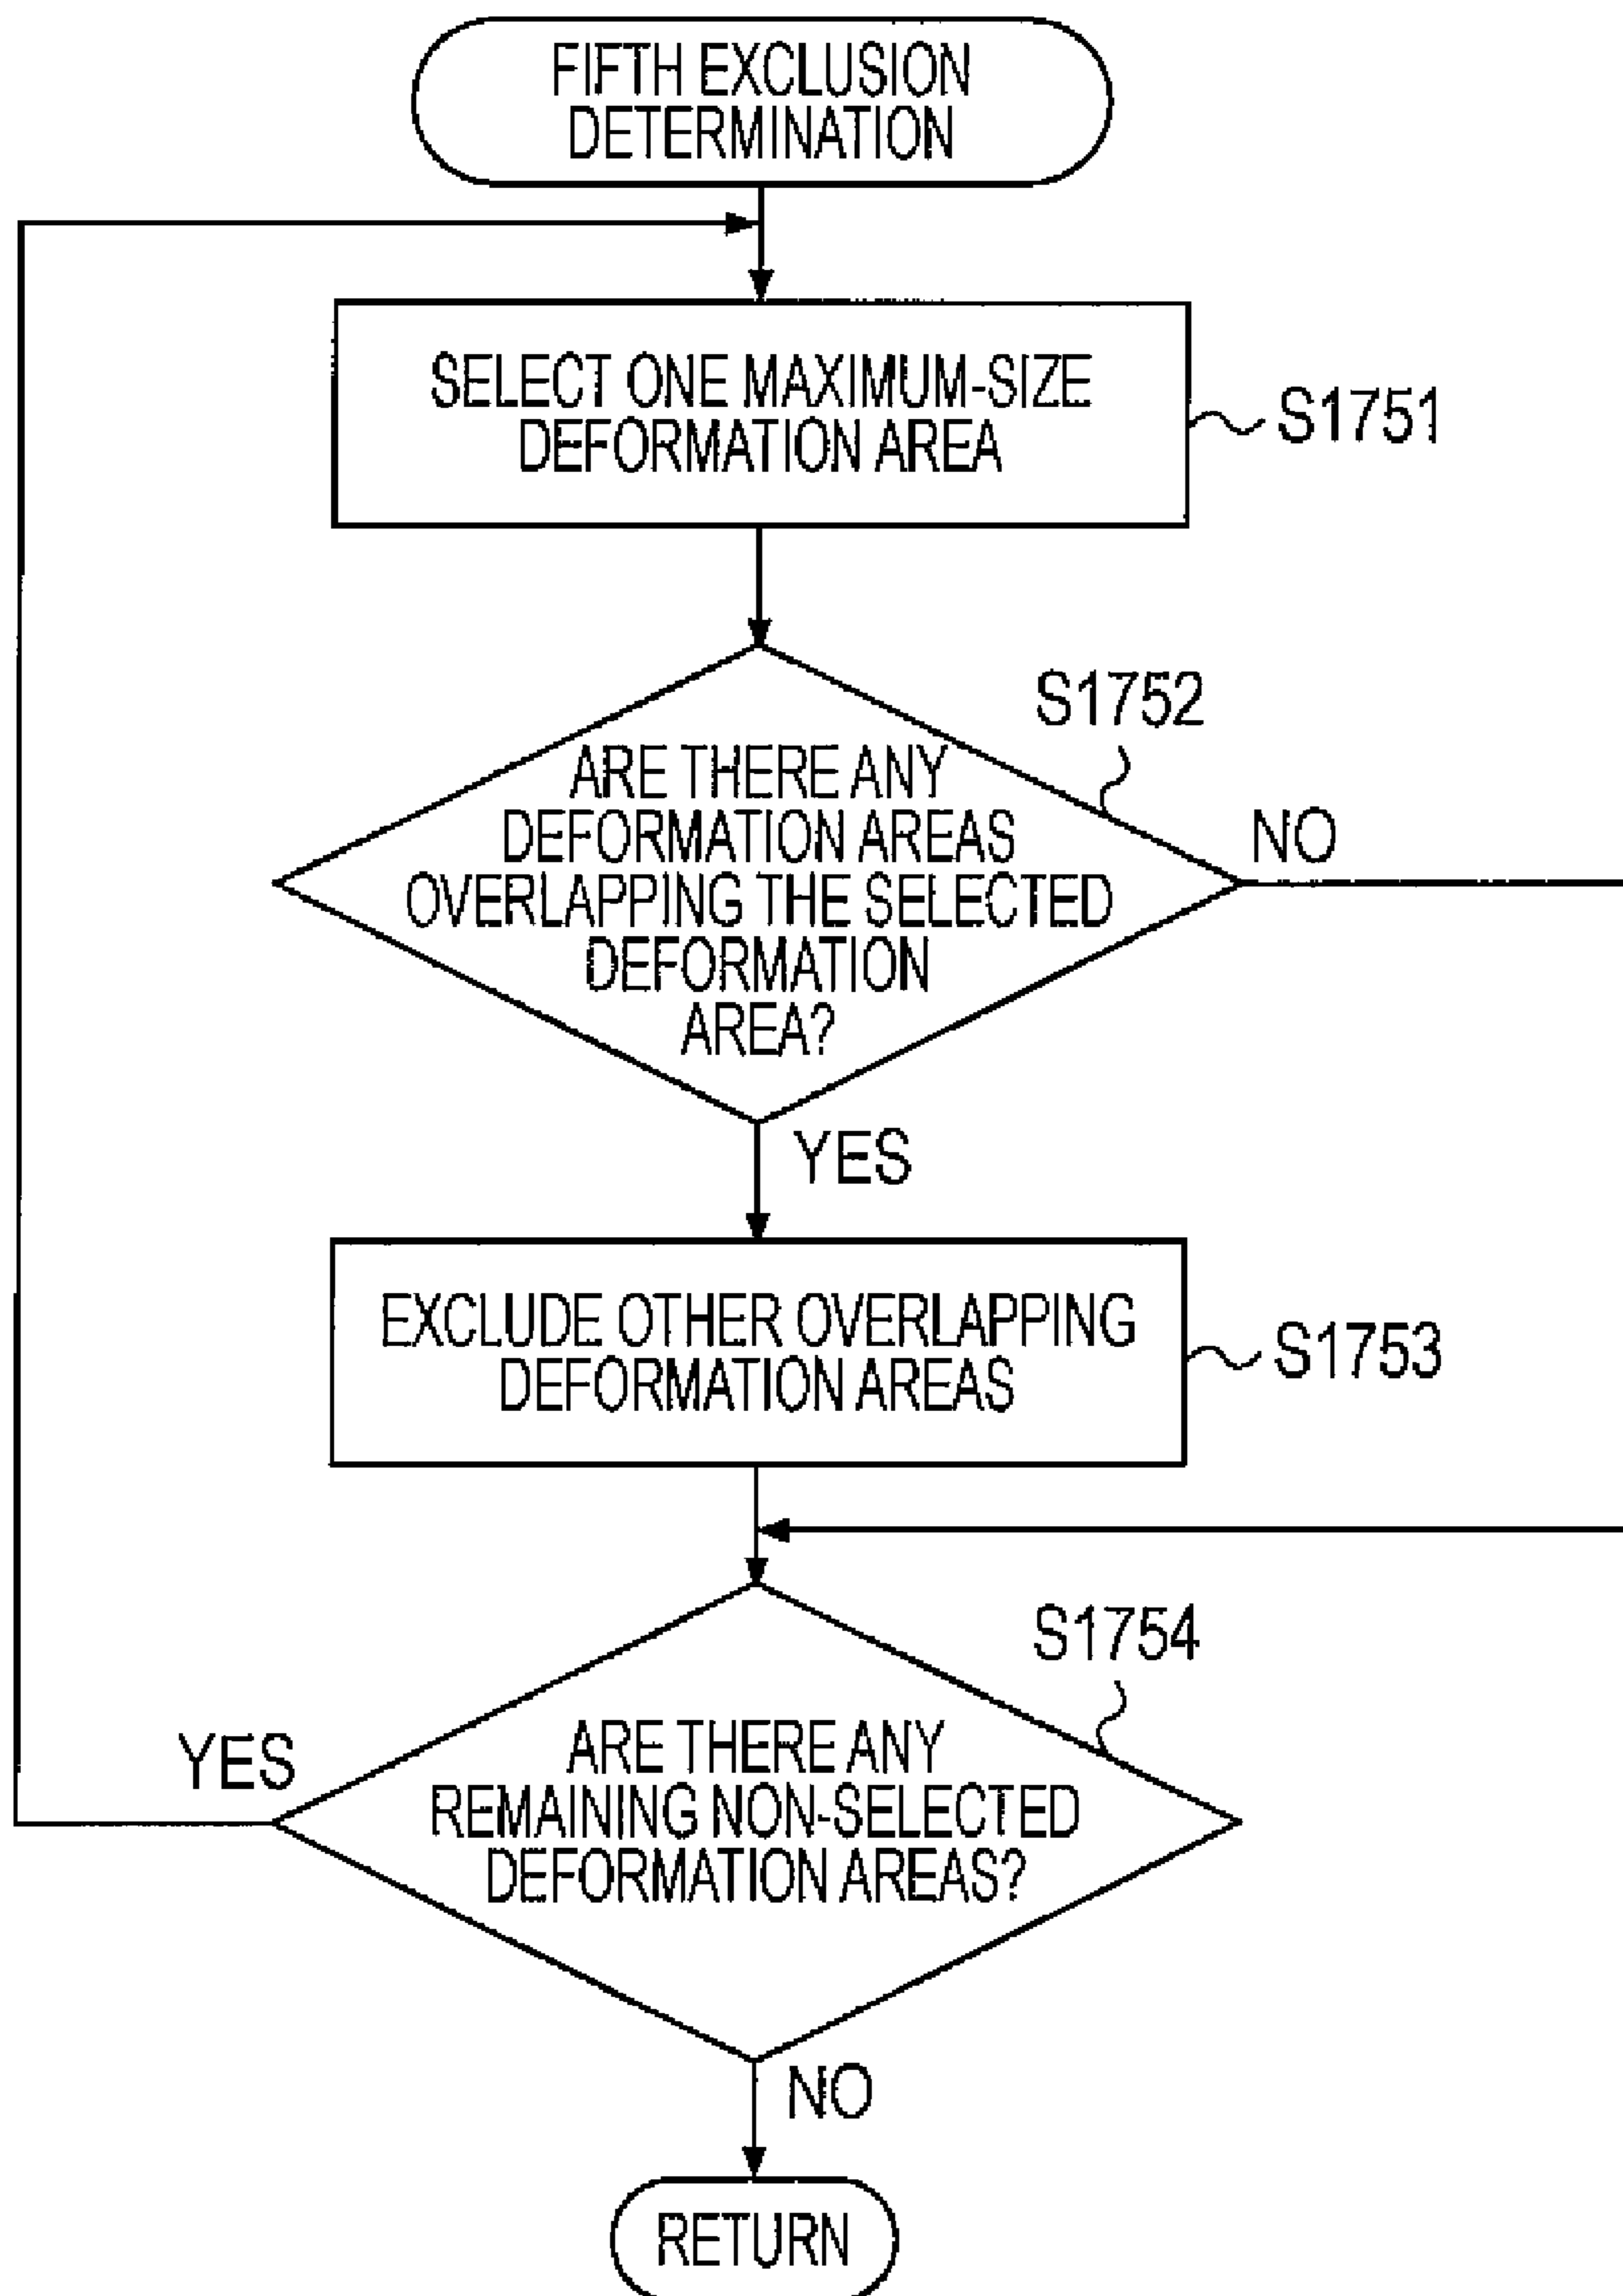 FIFTH EXCLUSION
DETERMINATION
SELECT ONE MAXIMUM-SIZE
DEFORMATION AREA
S1751
S1752
ARE THERE ANY
DEFORMATION AREAS
OVERLAPPING THE SELECTED
DEFORMATION
AREA?
NO
YES
EXCLUDE OTHER OVERLAPPING
DEFORMATION AREAS
S1753
S1754
ARE THERE ANY
REMAINING NON-SELECTED
DEFORMATION AREAS?
YES
NO
RETURN